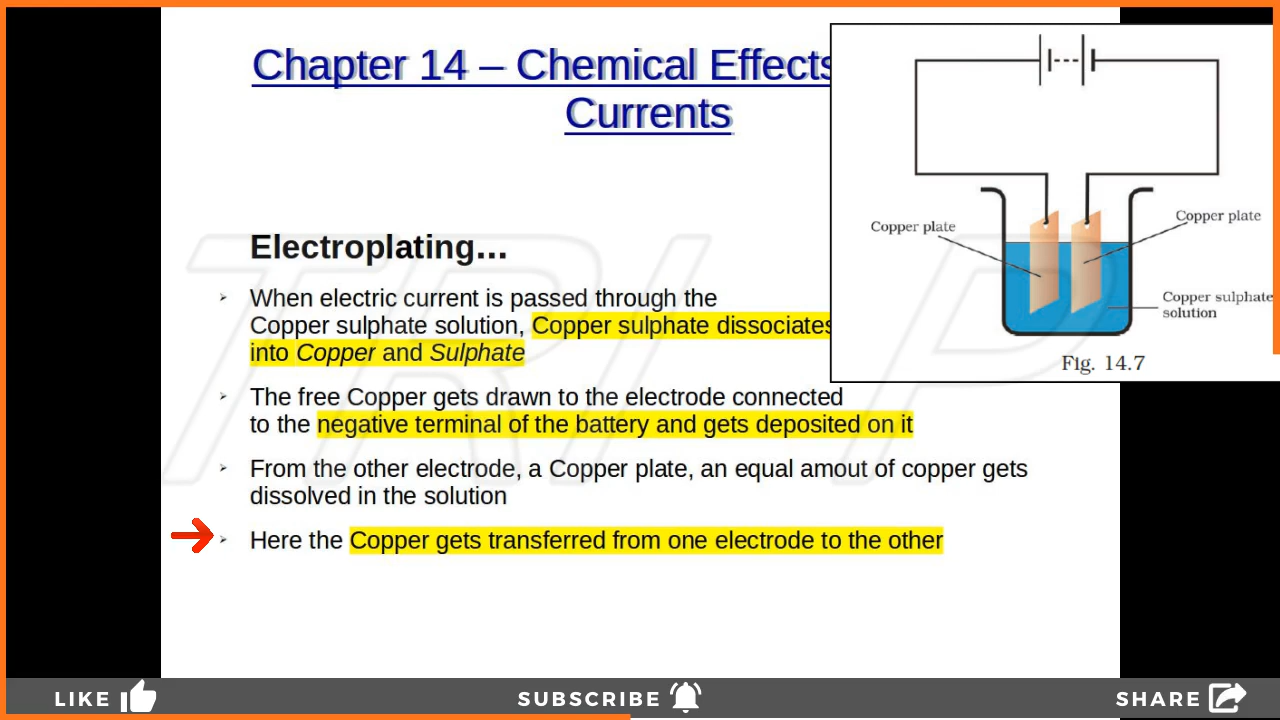 Chapter 14 – Chemical Effects
Currents
Electroplating...
When electric current is passed through the
Copper sulphate solution, Copper sulphate dissociates
into Copper and Sulphate
The free Copper gets drawn to the electrode connected
to the negative terminal of the battery and gets deposited on it
From the other electrode, a Copper plate, an equal amout of copper gets
dissolved in the solution
Here the Copper gets transferred from one electrode to the other
Copper plate
Copper plate
Copper sulphate
solution
Fig. 14.7
LIKE
SUBSCRIBE
SHARE